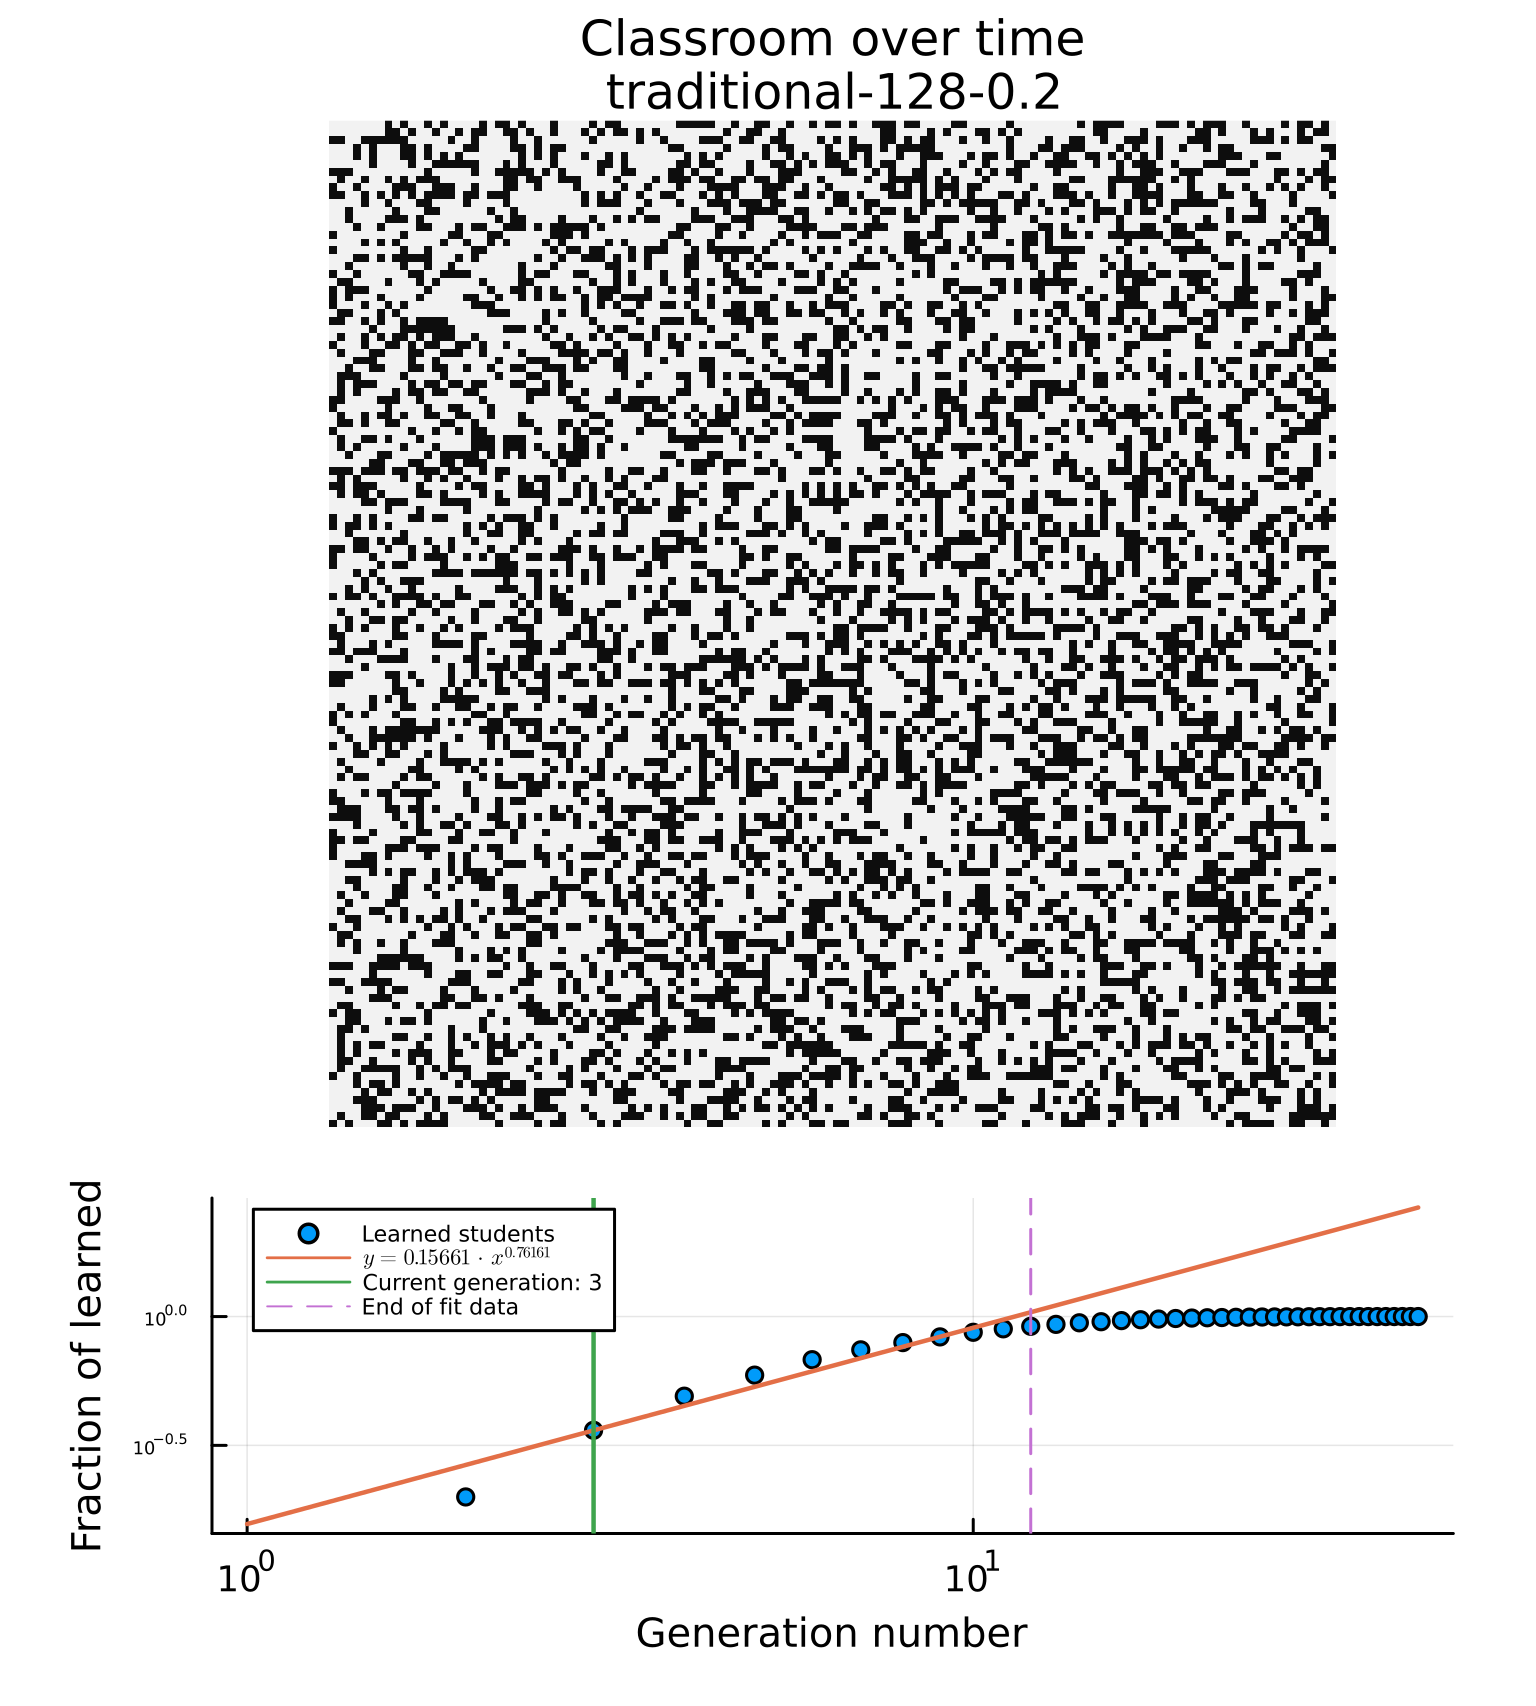 Classroom over time
traditional-128-0.2
Fraction of learned
10^0.0
10^−0.5
Learned students
y = 0.15661 · x^0.76161
Current generation: 3
End of fit data
10^0
10^1
Generation number